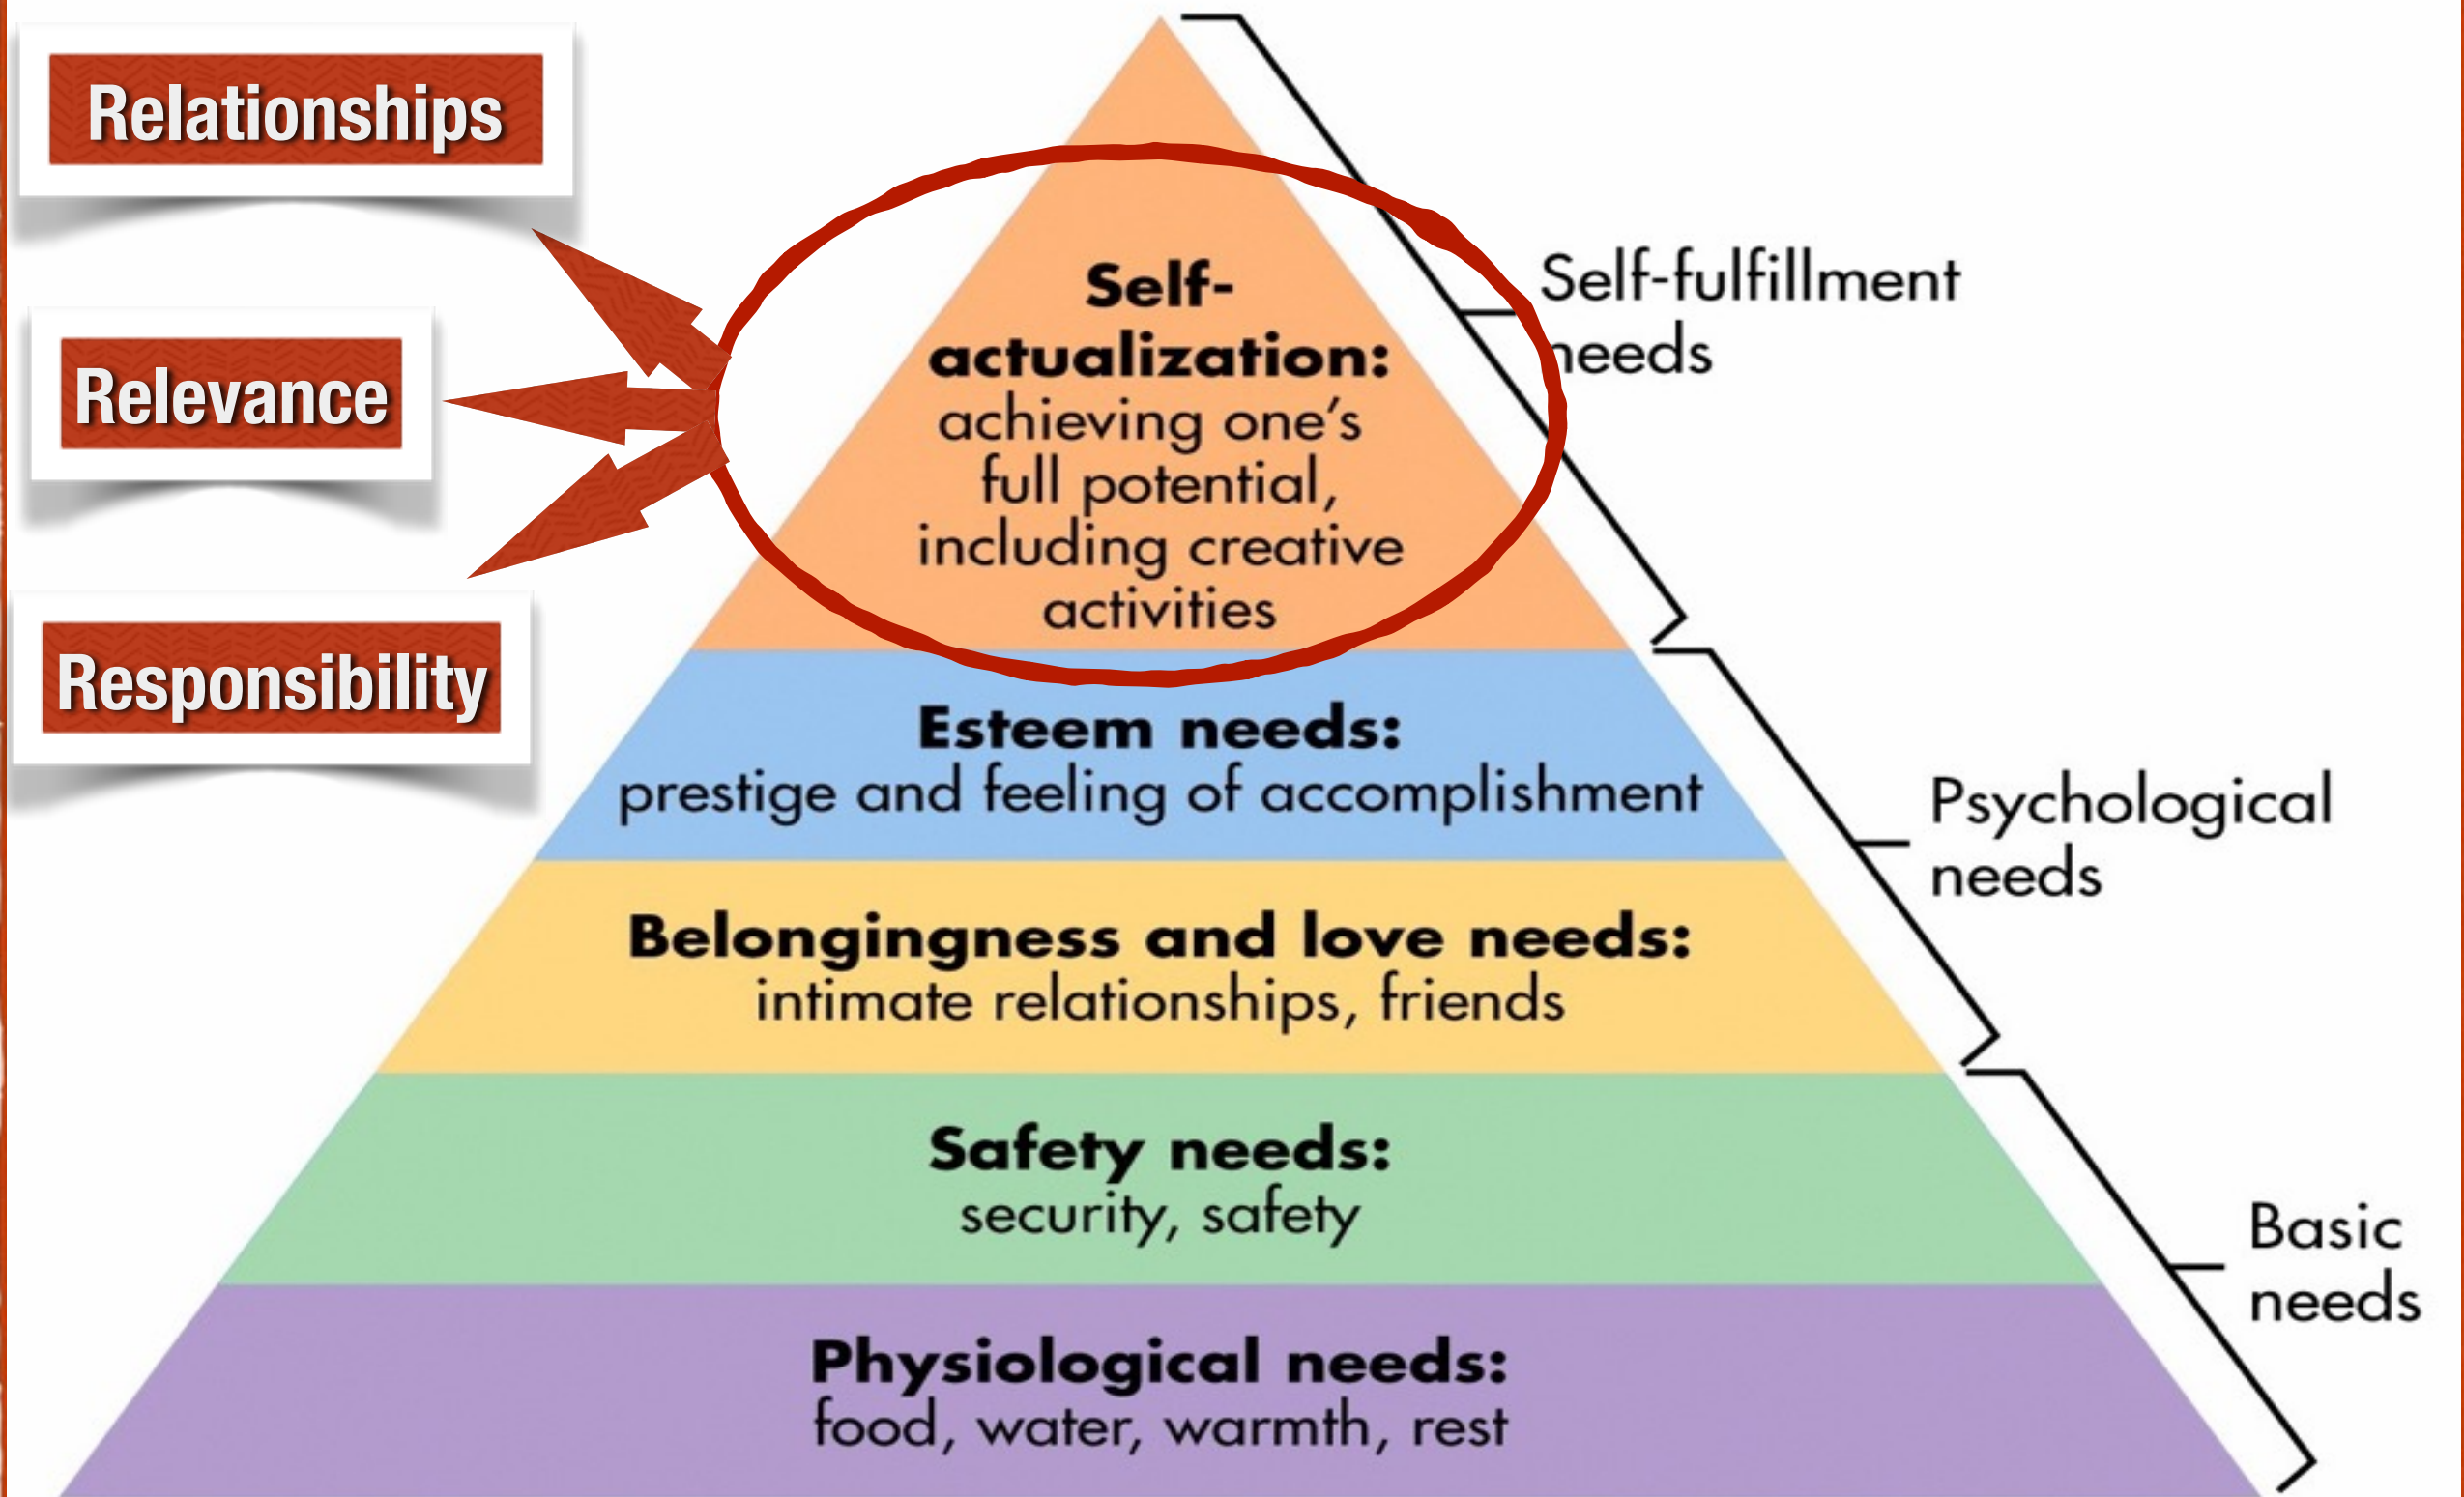 Relationships
Relevance
Responsibility
Self-
actualization:
achieving one's
full potential,
including creative
activities
Esteem needs:
prestige and feeling of accomplishment
Belongingness and love needs:
intimate relationships, friends
Safety needs:
security, safety
Physiological needs:
food, water, warmth, rest
Self-fulfillment
needs
Psychological
needs
Basic
needs